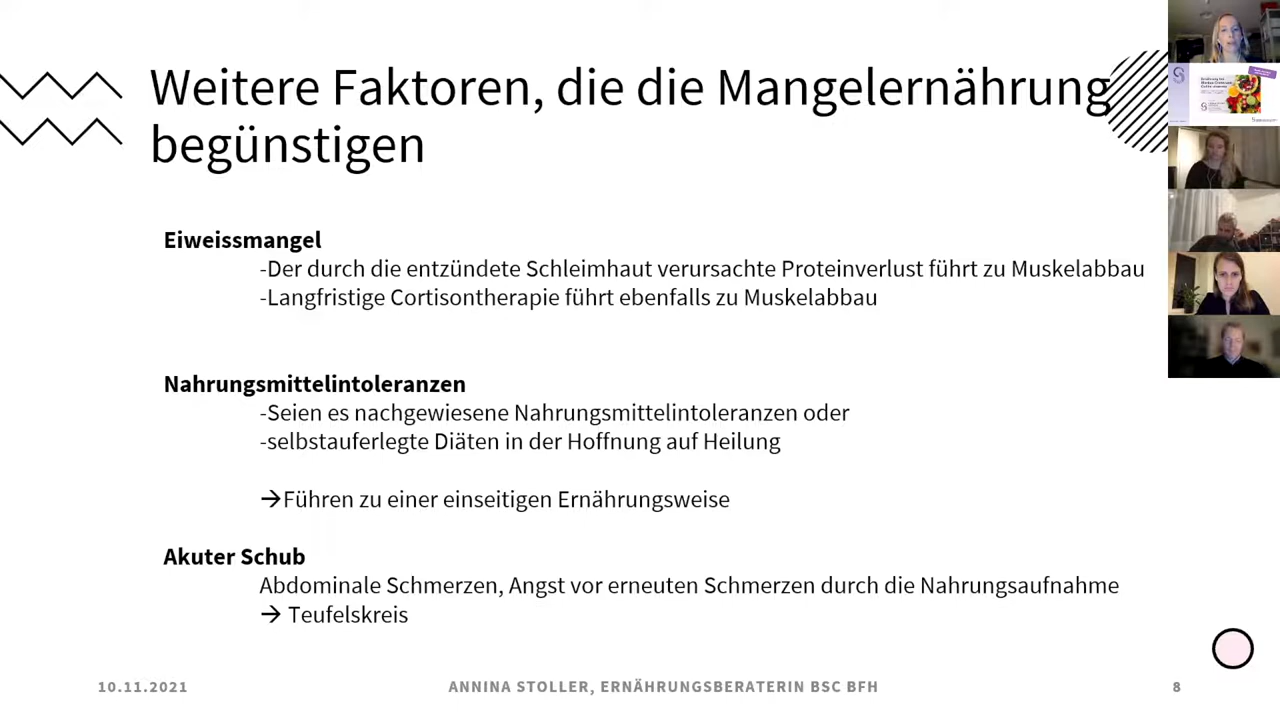 Weitere Faktoren, die die Mangelernährung
begünstigen
Eiweissmangel
-Der durch die entzündete Schleimhaut verursachte Proteinverlust führt zu Muskelabbau
-Langfristige Cortisontherapie führt ebenfalls zu Muskelabbau
Nahrungsmittelintoleranzen
-Seien es nachgewiesene Nahrungsmittelintoleranzen oder
-selbstauferlegte Diäten in der Hoffnung auf Heilung
→Führen zu einer einseitigen Ernährungsweise
Akuter Schub
Abdominale Schmerzen, Angst vor erneuten Schmerzen durch die Nahrungsaufnahme
→ Teufelskreis
10.11.2021
ANNINA STOLLER, ERNÄHRUNGSBERATERIN BSC BFH
8